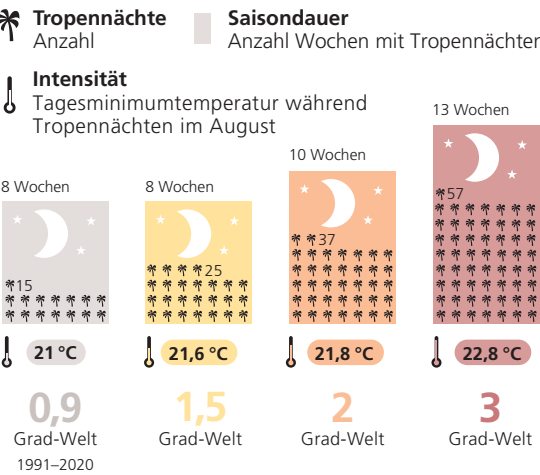 Tropennächte
Anzahl
Saisondauer
Anzahl Wochen mit Tropennächten
Intensität
Tagesminimumtemperatur während
Tropennächten im August
8 Wochen
15
21 °C
0,9
Grad-Welt
1991–2020
8 Wochen
25
21,6 °C
1,5
Grad-Welt
10 Wochen
37
21,8 °C
2
Grad-Welt
13 Wochen
57
22,8 °C
3
Grad-Welt